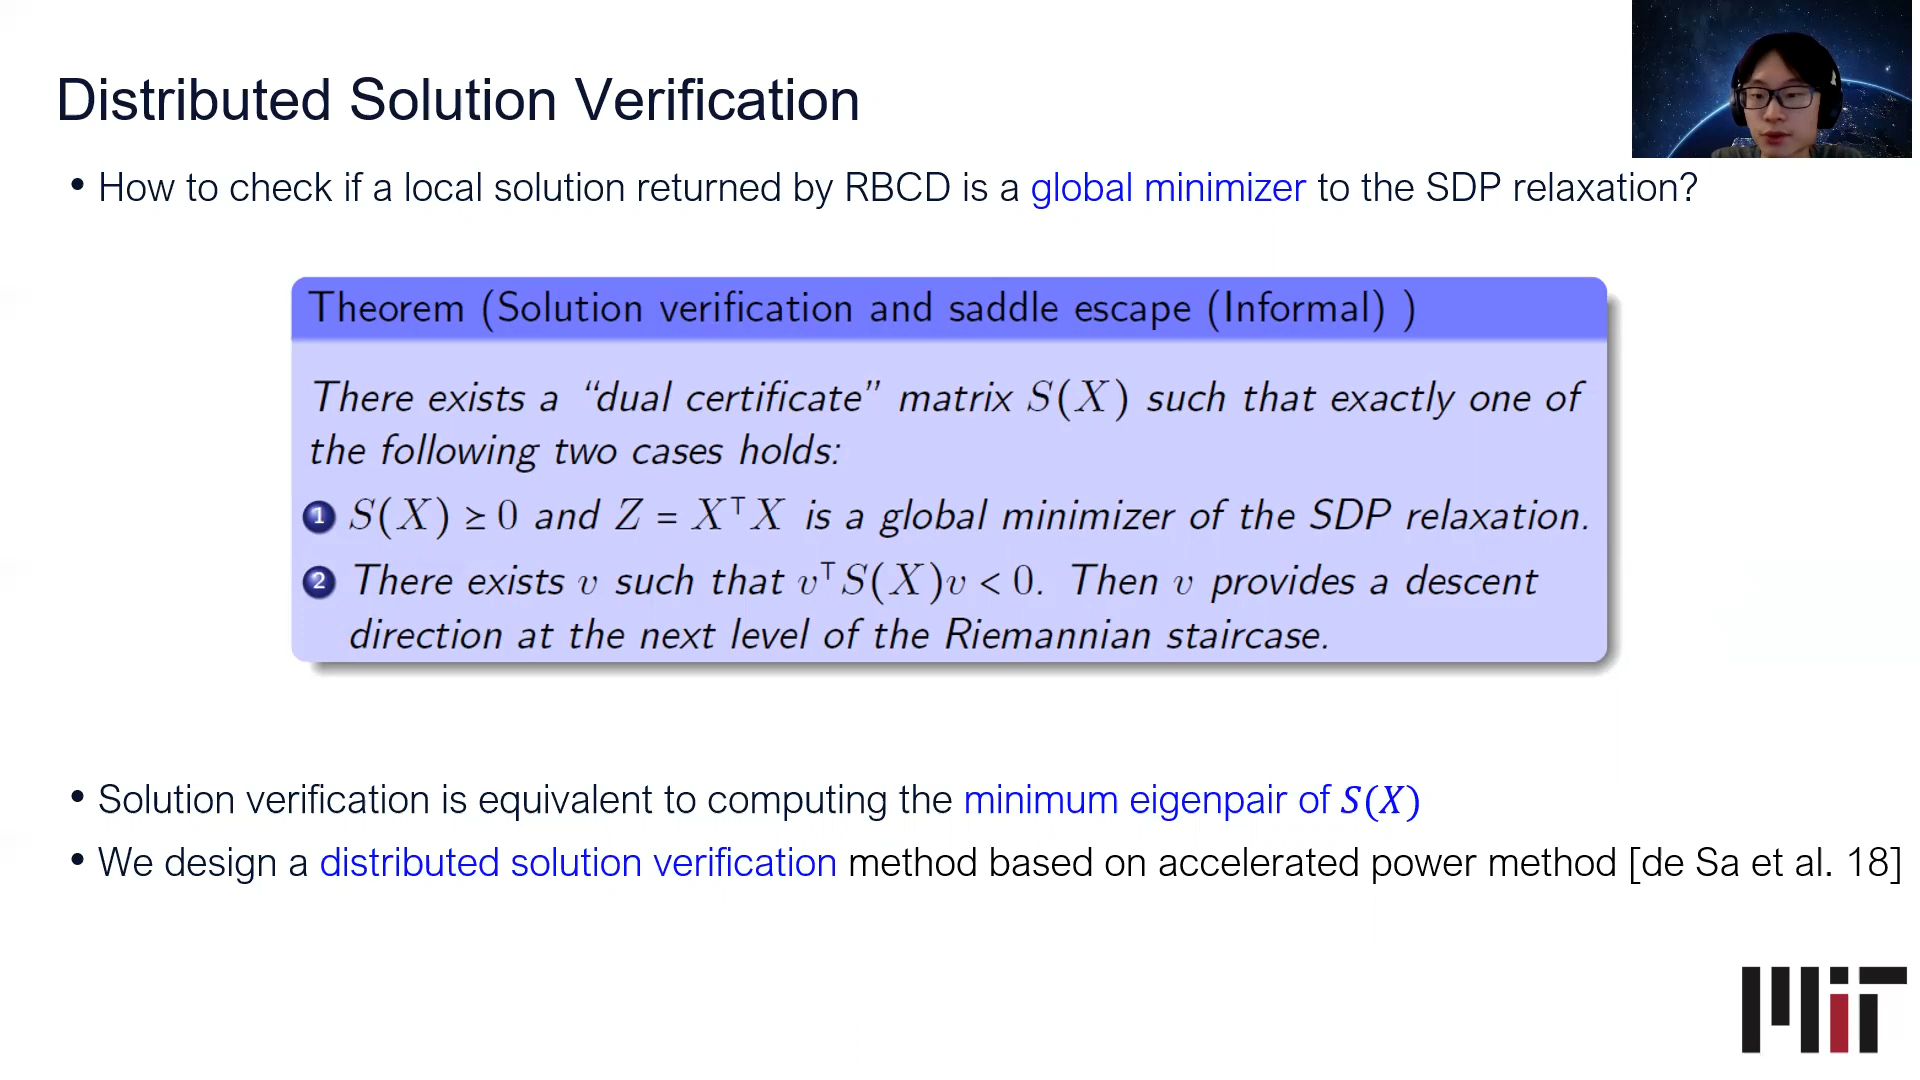 Distributed Solution Verification
• How to check if a local solution returned by RBCD is a global minimizer to the SDP relaxation?
Theorem (Solution verification and saddle escape (Informal) )
There exists a “dual certificate” matrix S(X) such that exactly one of
the following two cases holds:
1 S(X) ⪰ 0 and Z = X⊤X is a global minimizer of the SDP relaxation.
2 There exists v such that v⊤S(X)v < 0. Then v provides a descent
direction at the next level of the Riemannian staircase.
• Solution verification is equivalent to computing the minimum eigenpair of S(X)
• We design a distributed solution verification method based on accelerated power method [de Sa et al. 18]
MIT